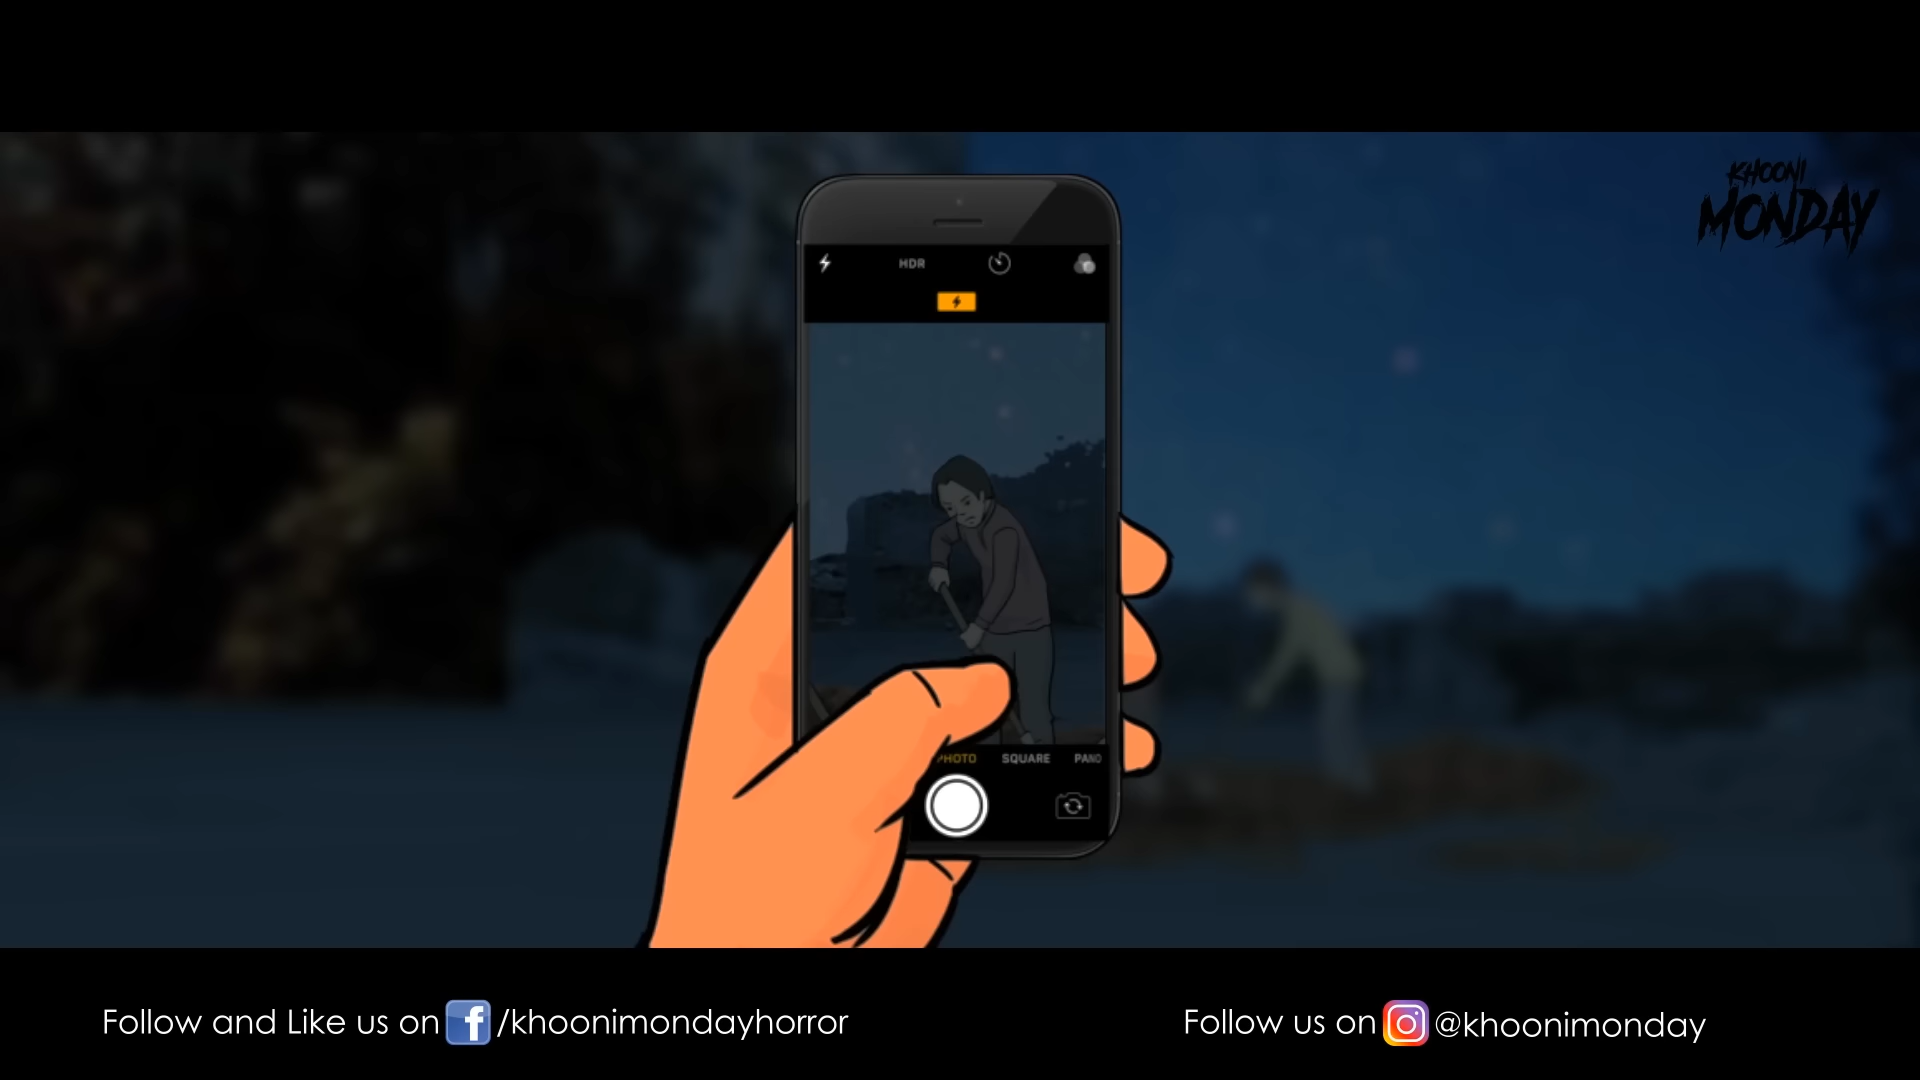 KHOONI
MONDAY
HDR
PHOTO SQUARE PANO
Follow and Like us on f /khoonimondayhorror
Follow us on @khoonimonday